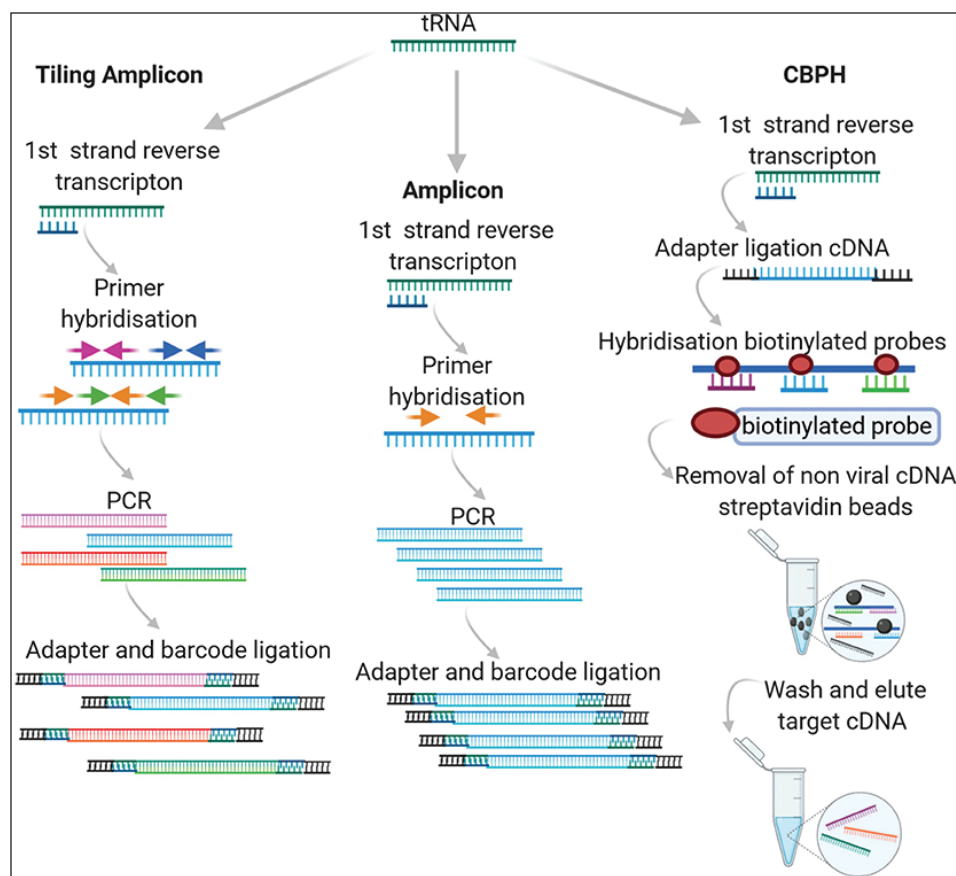 tRNA
Tiling Amplicon
1st strand reverse
transcripton
Primer
hybridisation
PCR
Adapter and barcode ligation
Amplicon
1st strand reverse
transcripton
Primer
hybridisation
PCR
Adapter and barcode ligation
CBPH
1st strand reverse
transcripton
Adapter ligation cDNA
Hybridisation biotinylated probes
biotinylated probe
Removal of non viral cDNA
streptavidin beads
Wash and elute
target cDNA